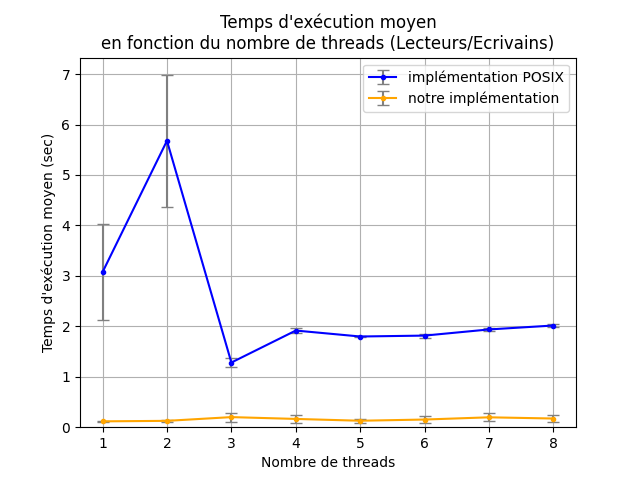 Temps d'exécution moyen
en fonction du nombre de threads (Lecteurs/Ecrivains)
implémentation POSIX
notre implémentation
Temps d'exécution moyen (sec)
7
6
5
4
3
2
1
0
1 2 3 4 5 6 7 8
Nombre de threads